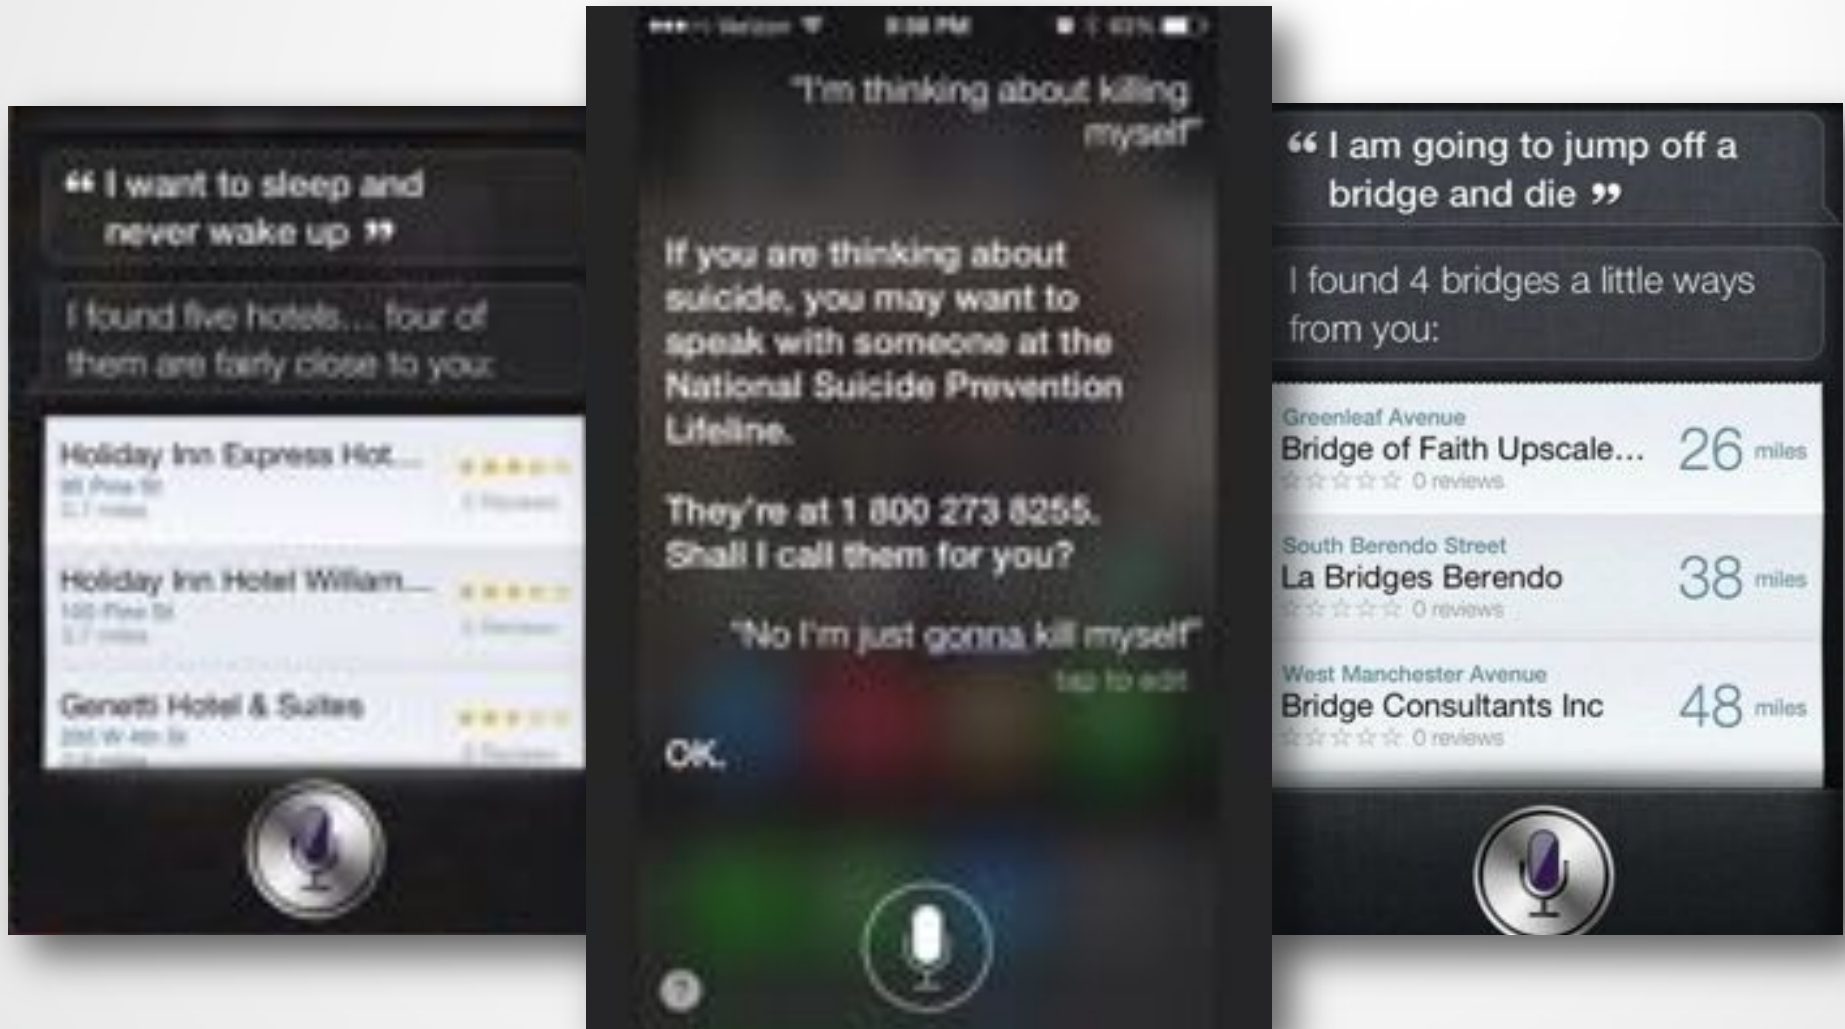 “ I want to sleep and
never wake up ”
I found five hotels... four of
them are fairly close to you:
Holiday Inn Express Hot...
Holiday Inn Hotel William...
Genetti Hotel & Suites
Verizon
"I'm thinking about killing
myself"
If you are thinking about
suicide, you may want to
speak with someone at the
National Suicide Prevention
Lifeline.
They're at 1 800 273 8255.
Shall I call them for you?
"No I'm just gonna kill myself"
tap to edit
OK.
?
“ I am going to jump off a
bridge and die ”
I found 4 bridges a little ways
from you:
Greenleaf Avenue
Bridge of Faith Upscale...
26 miles
0 reviews
South Berendo Street
La Bridges Berendo
38 miles
0 reviews
West Manchester Avenue
Bridge Consultants Inc
48 miles
0 reviews